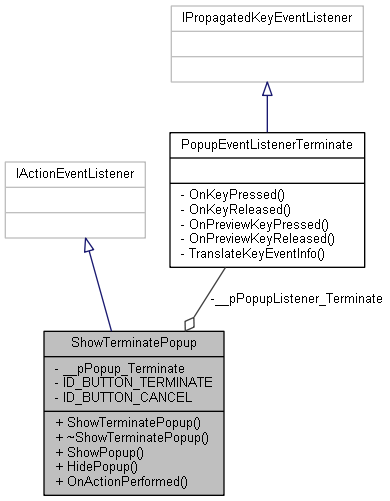 IPropagatedKeyEventListener
PopupEventListenerTerminate
- OnKeyPressed()
- OnKeyReleased()
- OnPreviewKeyPressed()
- OnPreviewKeyReleased()
- TranslateKeyEventInfo()
IActionEventListener
-__pPopupListener_Terminate
ShowTerminatePopup
- __pPopup_Terminate
- ID_BUTTON_TERMINATE
- ID_BUTTON_CANCEL
+ ShowTerminatePopup()
+ ~ShowTerminatePopup()
+ ShowPopup()
+ HidePopup()
+ OnActionPerformed()